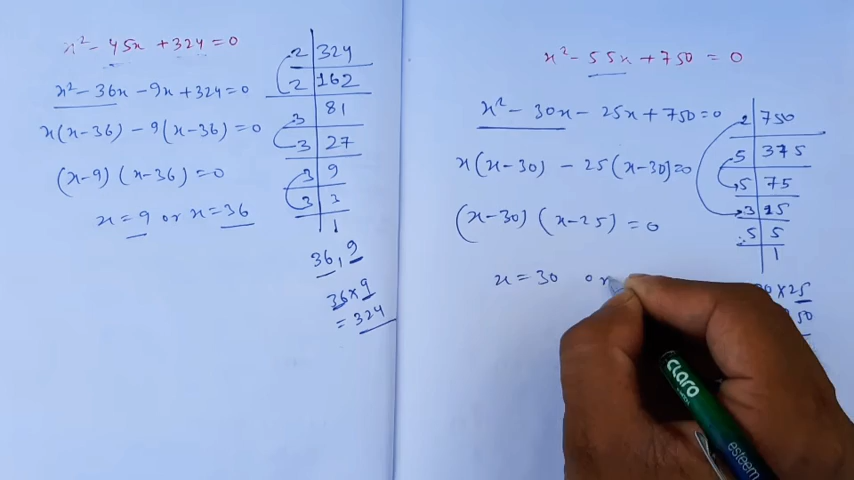 x² - 45x + 324 = 0
x² - 36x - 9x + 324 = 0
x(x-36) - 9(x-36) = 0
(x-9) (x-36) = 0
x = 9 or x = 36
2 324
2 162
3 81
3 27
3 9
3 3
1
36, 9
36 × 9
= 324
x² - 55x + 750 = 0
x² - 30x - 25x + 750 = 0
x(x-30) - 25(x-30) = 0
(x-30) (x-25) = 0
x = 30 or
2 750
5 375
5 75
3 15
5 5
1
× 25
50
claro
esteem